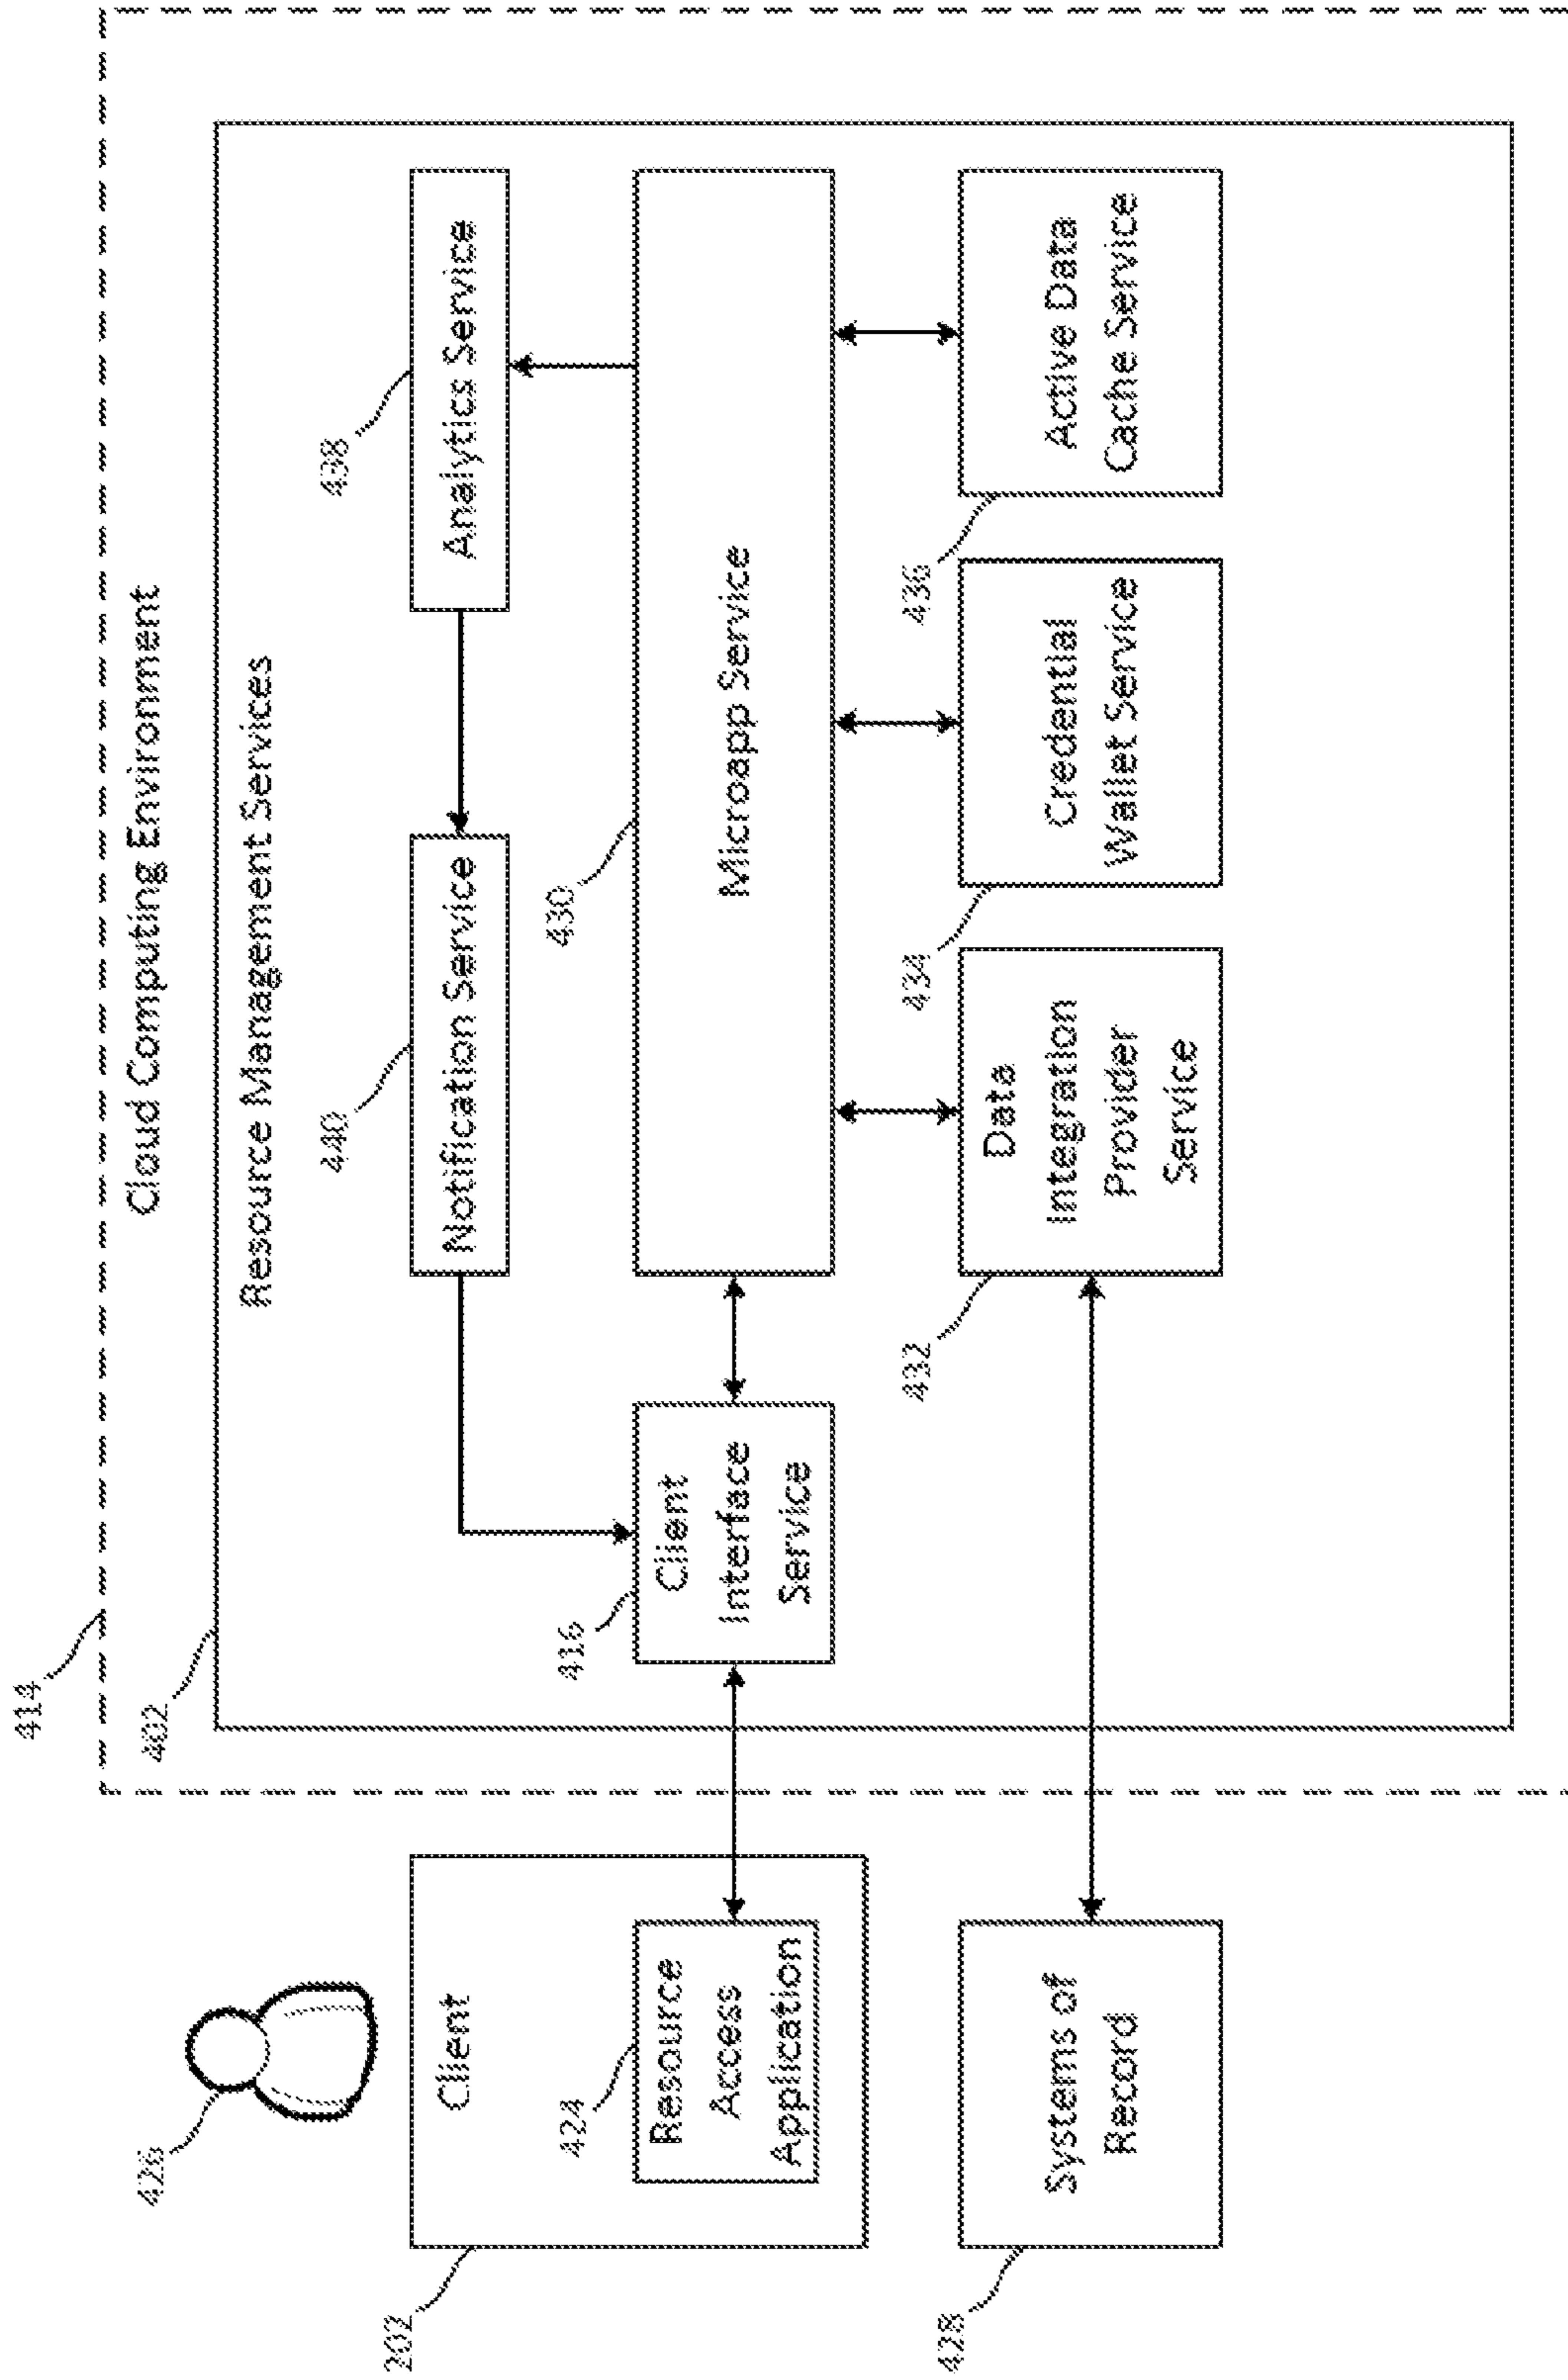 414
Cloud Computing Environment
402
Resource Management Services
426
Client
202
440
Notification Service
438
Analytics Service
424
Resource
Access
Application
416
Client
Interface
Service
430
Microapp Service
428
Systems of
Record
432
Data
Integration
Provider
Service
434
Credential
Wallet Service
436
Active Data
Cache Service